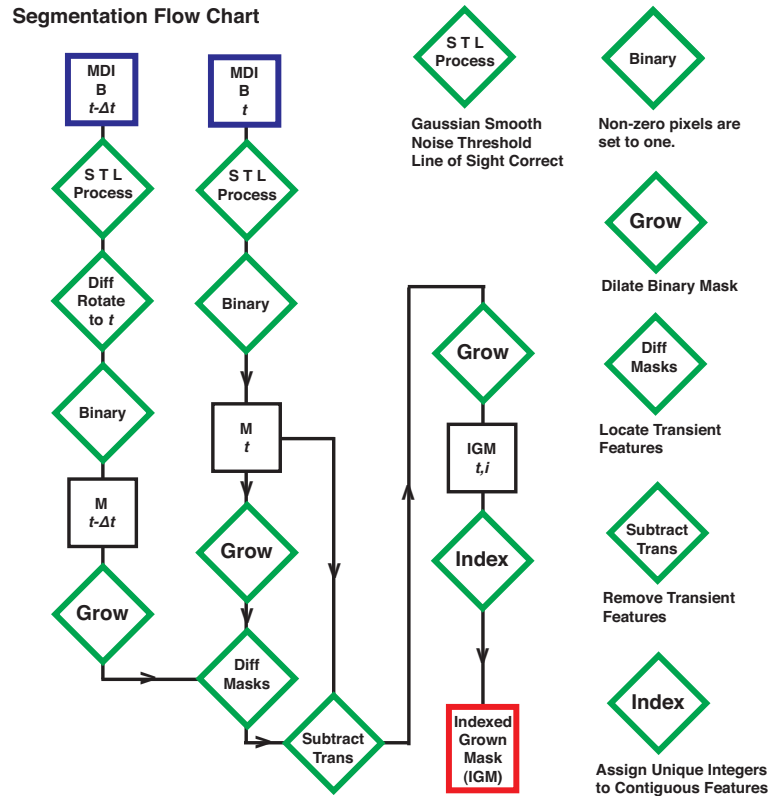 Segmentation Flow Chart
MDI
B
t-Δt
S T L
Process
Diff
Rotate
to t
Binary
M
t-Δt
Grow
MDI
B
t
S T L
Process
Binary
M
t
Grow
Diff
Masks
Subtract
Trans
Grow
IGM
t,i
Index
Indexed
Grown
Mask
(IGM)
S T L
Process
Gaussian Smooth
Noise Threshold
Line of Sight Correct
Binary
Non-zero pixels are
set to one.
Grow
Dilate Binary Mask
Diff
Masks
Locate Transient
Features
Subtract
Trans
Remove Transient
Features
Index
Assign Unique Integers
to Contiguous Features